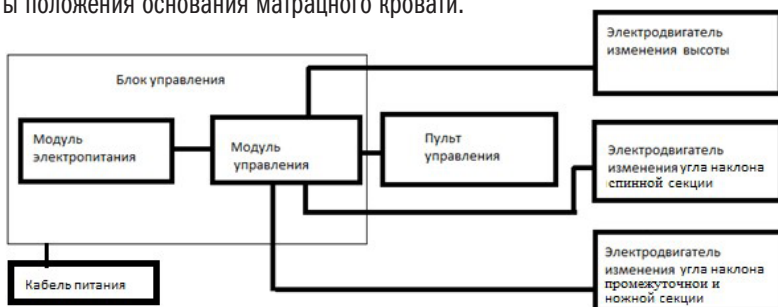 ы положения основания матрацного кровати.
Электродвигатель
изменения высоты
Блок управления
Модуль
электропитания
Модуль
управления
Пульт
управления
Электродвигатель
изменения угла наклона
спинной секции
Кабель питания
Электродвигатель
изменения угла наклона
промежуточной и
ножной секции